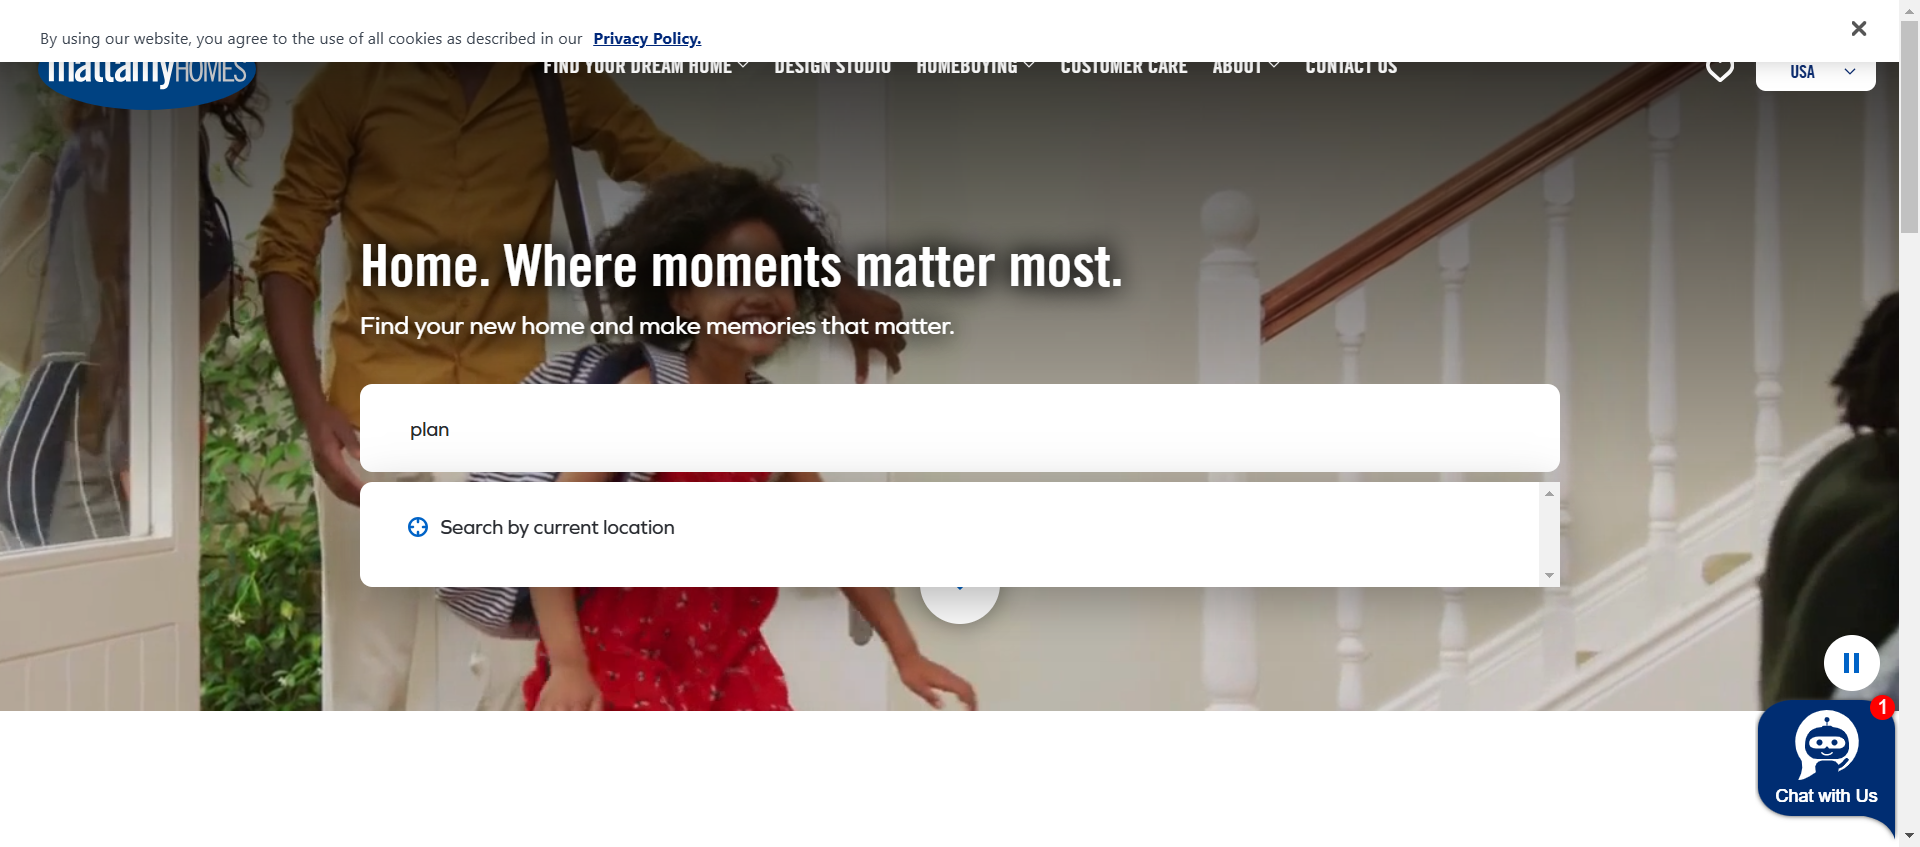 By using our website, you agree to the use of all cookies as described in our Privacy Policy.
mattamyHOMES
FIND YOUR DREAM HOME
DESIGN STUDIO
HOMEBUYING
CUSTOMER CARE
ABOUT
CONTACT US
USA
Home. Where moments matter most.
Find your new home and make memories that matter.
plan
Search by current location
1
Chat with Us